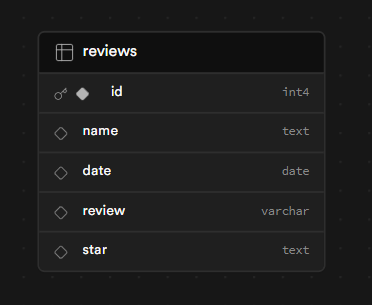 reviews
id int4
name text
date date
review varchar
star text